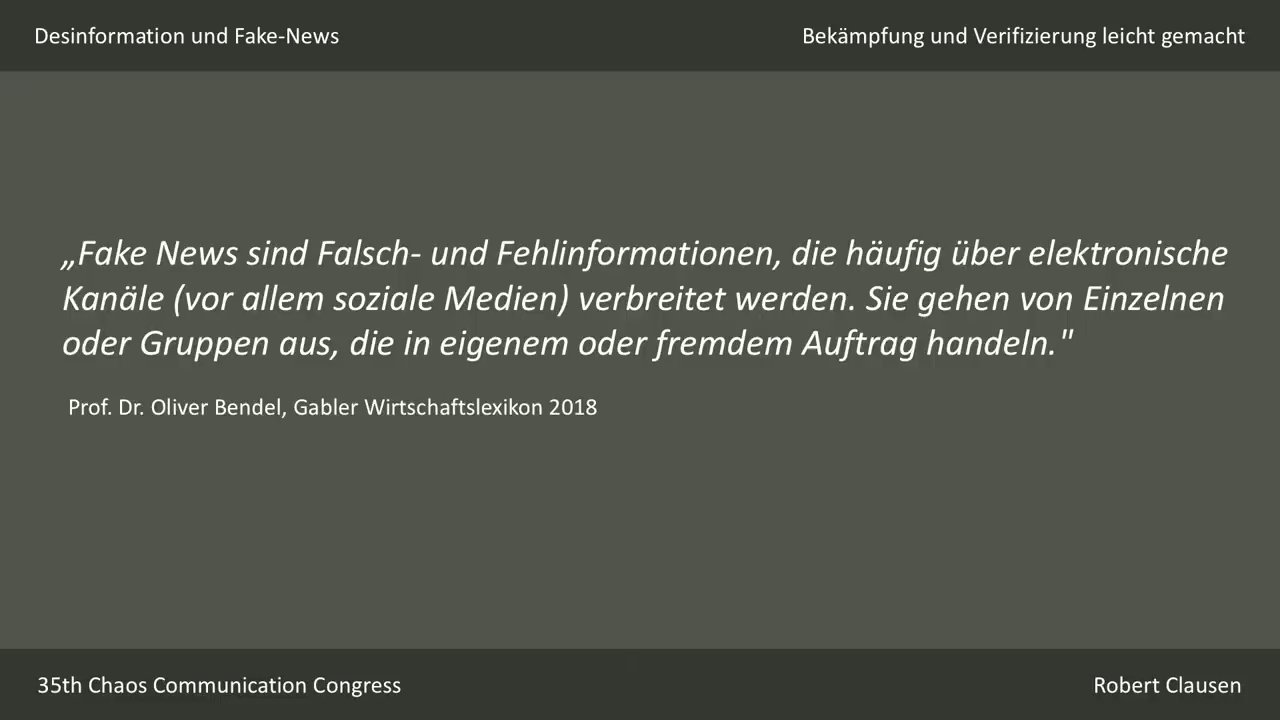 Desinformation und Fake-News
Bekämpfung und Verifizierung leicht gemacht
„Fake News sind Falsch- und Fehlinformationen, die häufig über elektronische
Kanäle (vor allem soziale Medien) verbreitet werden. Sie gehen von Einzelnen
oder Gruppen aus, die in eigenem oder fremdem Auftrag handeln."
Prof. Dr. Oliver Bendel, Gabler Wirtschaftslexikon 2018
35th Chaos Communication Congress
Robert Clausen